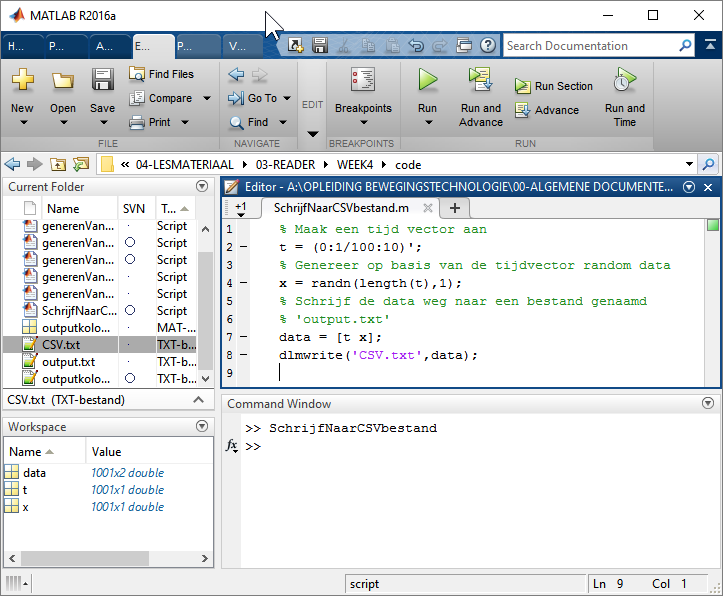 MATLAB R2016a
H... P... A... E... P... V...
Search Documentation
New Open Save Find Files Compare Print
Go To Find
EDIT
Breakpoints
Run Run and Advance Run Section Advance Run and Time
FILE NAVIGATE BREAKPOINTS RUN
« 04-LESMATERIAAL 03-READER WEEK4 code
Current Folder
Name SVN T...
generenVan... Script
generenVan... Script
generenVan... Script
generenVan... Script
generenVan... Script
SchrijfNaarC... Script
outputkolo... MAT-...
CSV.txt TXT-b...
output.txt TXT-b...
outputkolo... TXT-b...
CSV.txt (TXT-bestand)
Workspace
Name Value
data 1001x2 double
t 1001x1 double
x 1001x1 double
Editor - A:\OPLEIDING BEWEGINGSTECHNOLOGIE\00-ALGEMENE DOCUMENTE...
+1 SchrijfNaarCSVbestand.m
1 % Maak een tijd vector aan
2 – t = (0:1/100:10)';
3 % Genereer op basis van de tijdvector random data
4 – x = randn(length(t),1);
5 % Schrijf de data weg naar een bestand genaamd
6 % 'output.txt'
7 – data = [t x];
8 – dlmwrite('CSV.txt',data);
9
Command Window
>> SchrijfNaarCSVbestand
fx >>
script Ln 9 Col 1